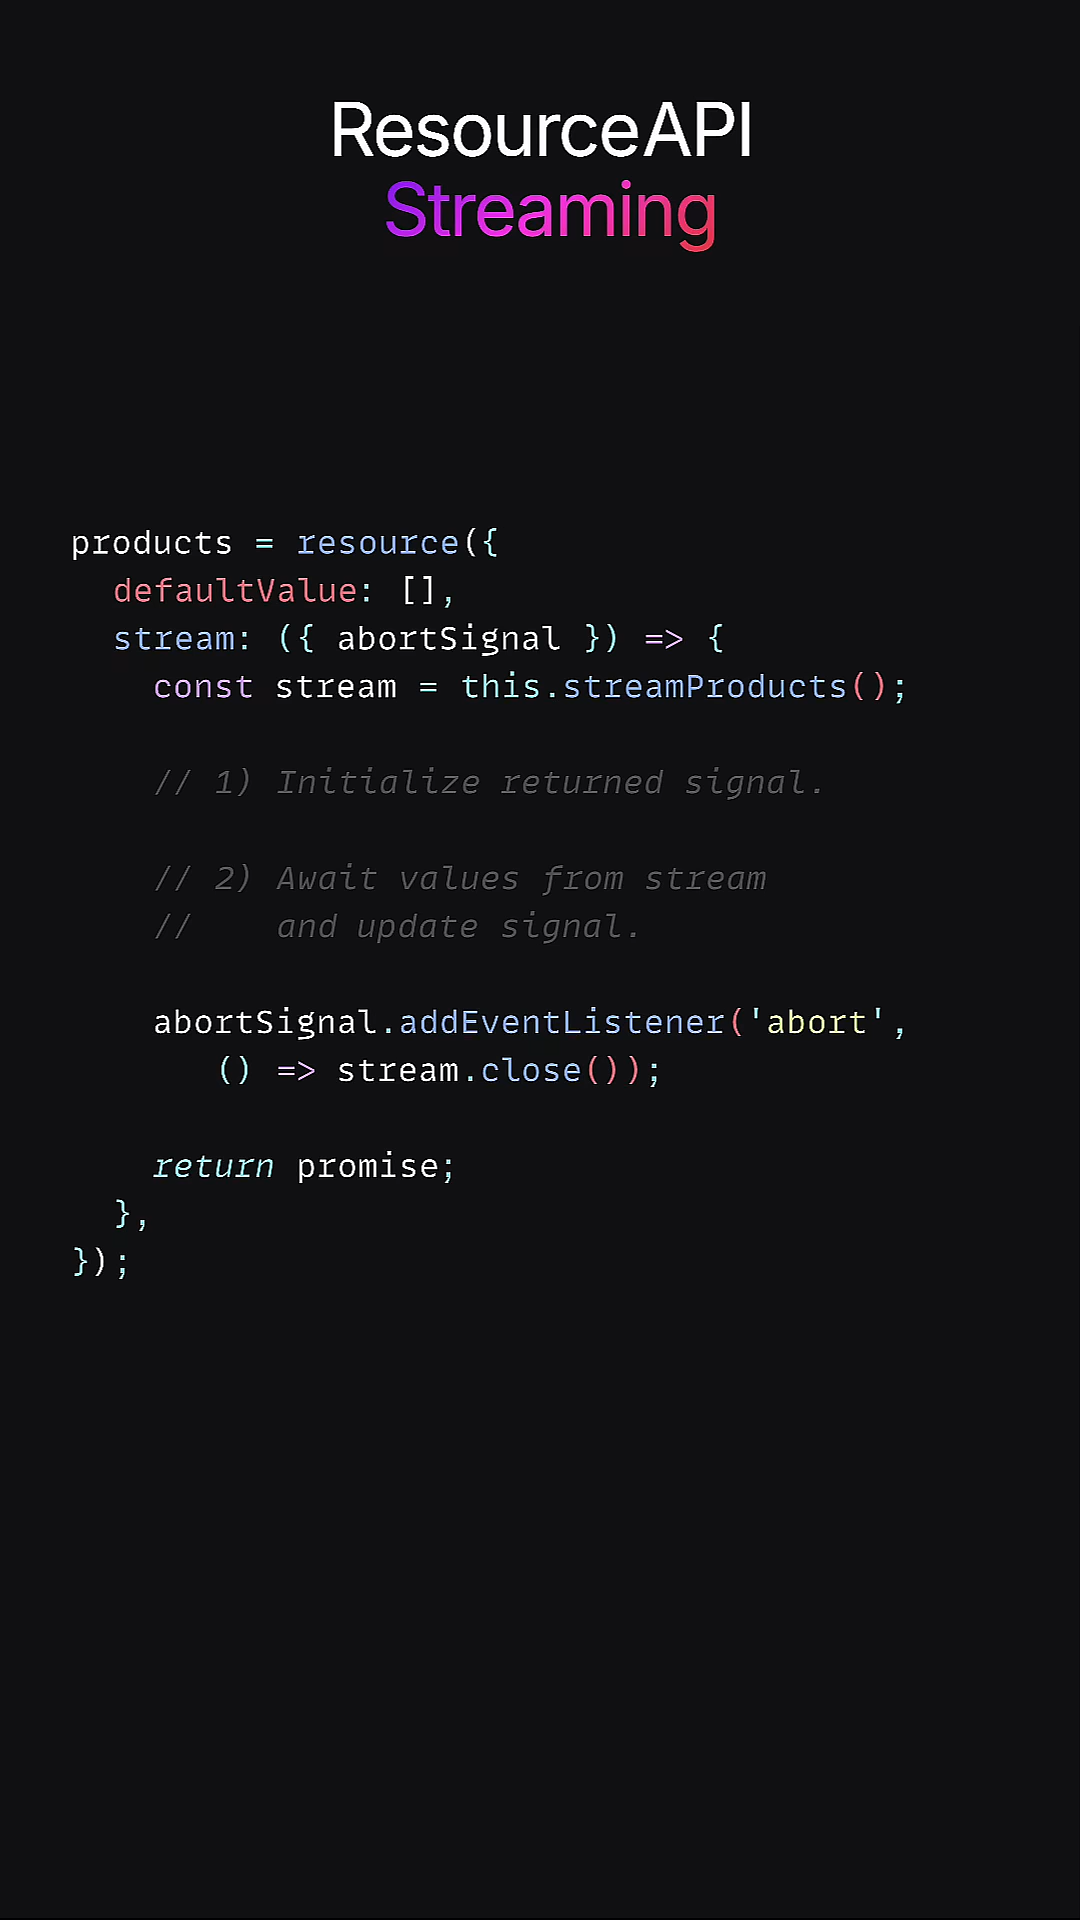 ResourceAPI
Streaming
products = resource({
  defaultValue: [],
  stream: ({ abortSignal }) => {
    const stream = this.streamProducts();
    // 1) Initialize returned signal.
    // 2) Await values from stream
    //    and update signal.
    abortSignal.addEventListener('abort',
       () => stream.close());
    return promise;
  },
});